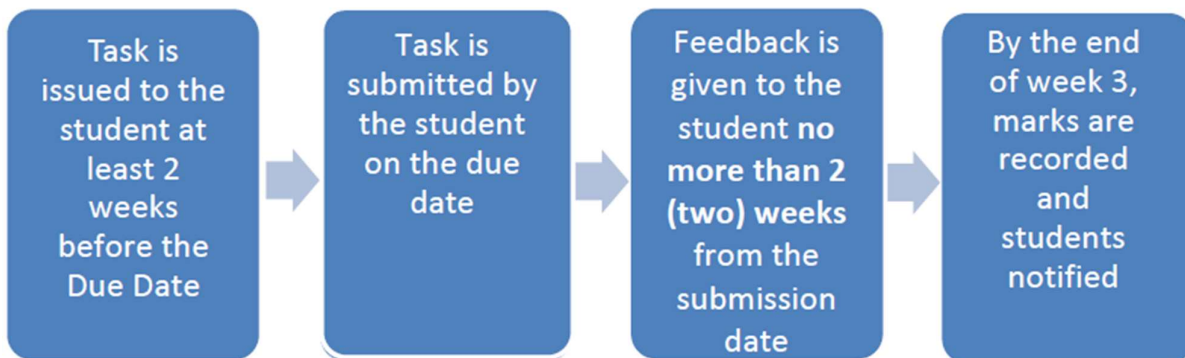 Task is
issued to the
student at
least 2
weeks
before the
Due Date
Task is
submitted by
the student
on the due
date
Feedback is
given to the
student no
more than 2
(two) weeks
from the
submission
date
By the end
of week 3,
marks are
recorded
and
students
notified